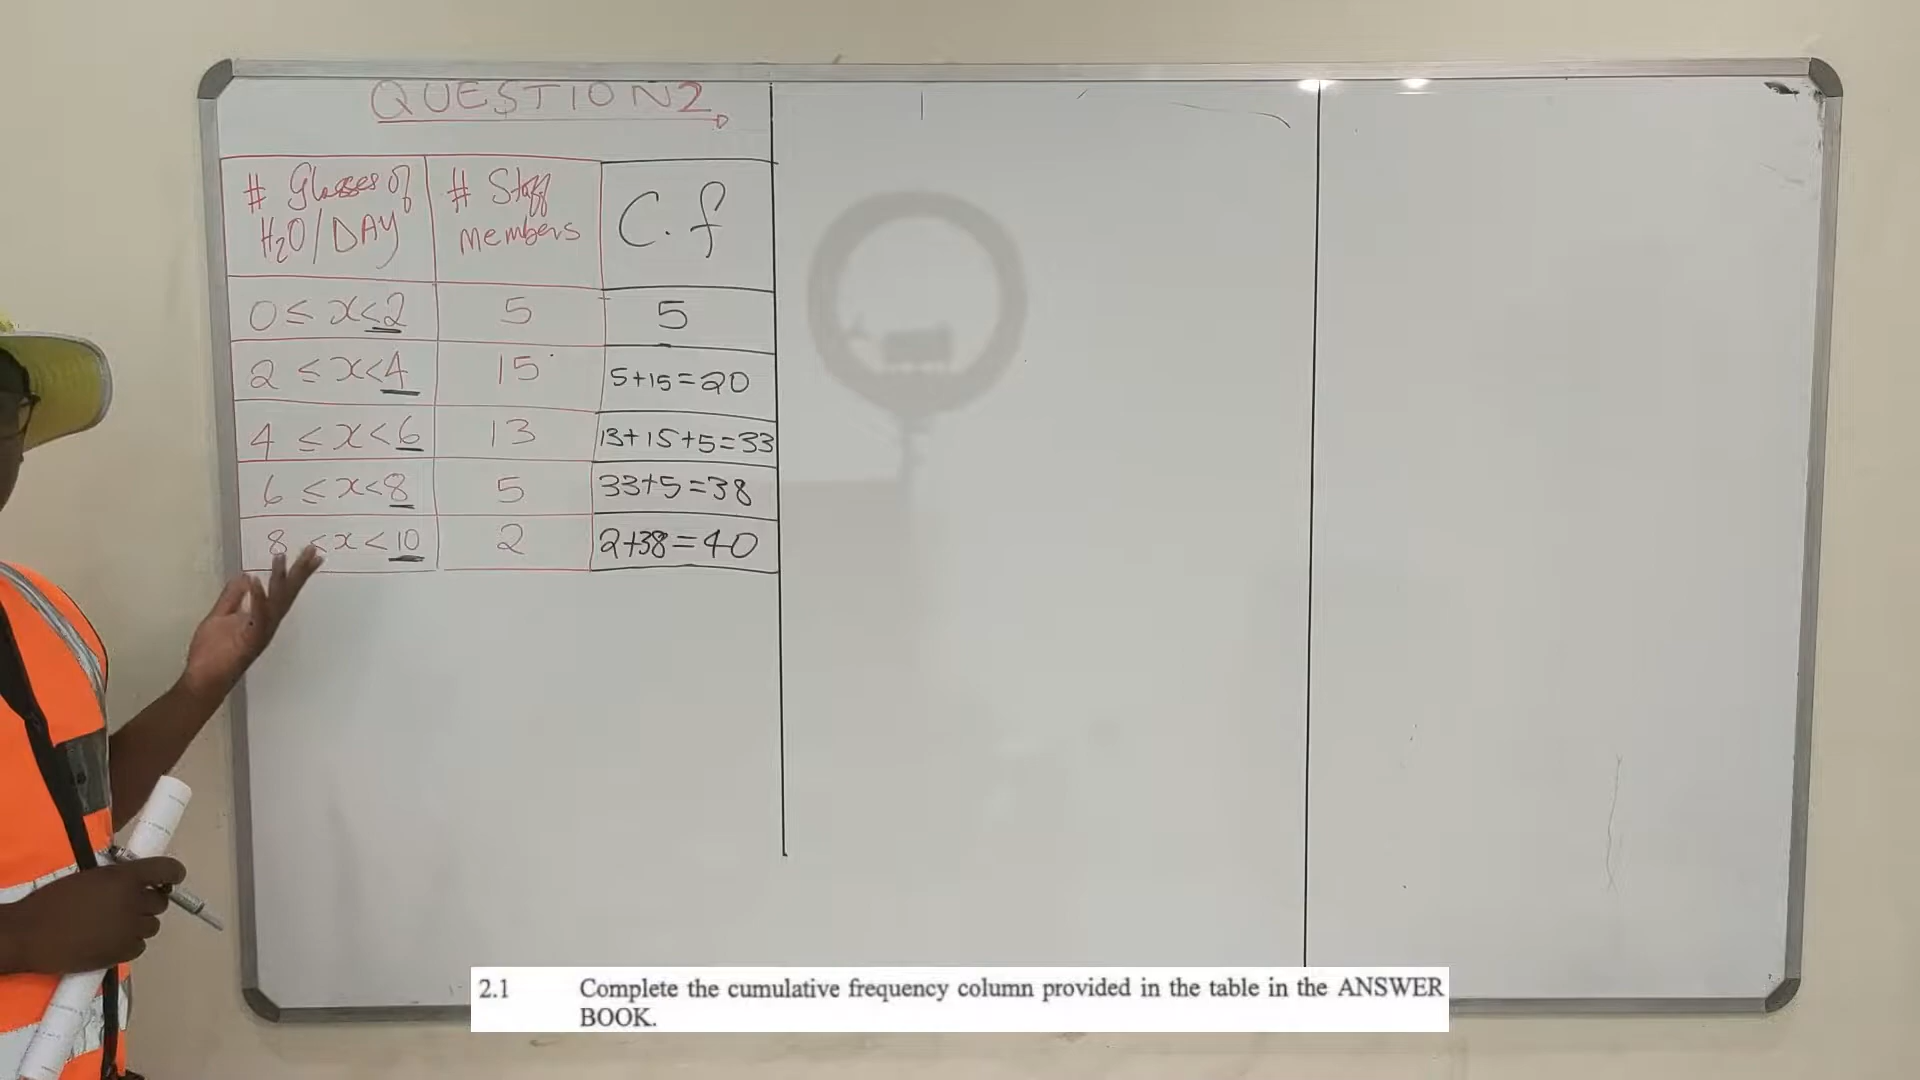 QUESTION 2
# Glasses of H₂O/DAY
# Staff members
C.f
0 ≤ x < 2
5
5
2 ≤ x < 4
15
5+15=20
4 ≤ x < 6
13
13+15+5=33
6 ≤ x < 8
5
33+5=38
8 ≤ x < 10
2
2+38=40
2.1 Complete the cumulative frequency column provided in the table in the ANSWER
BOOK.